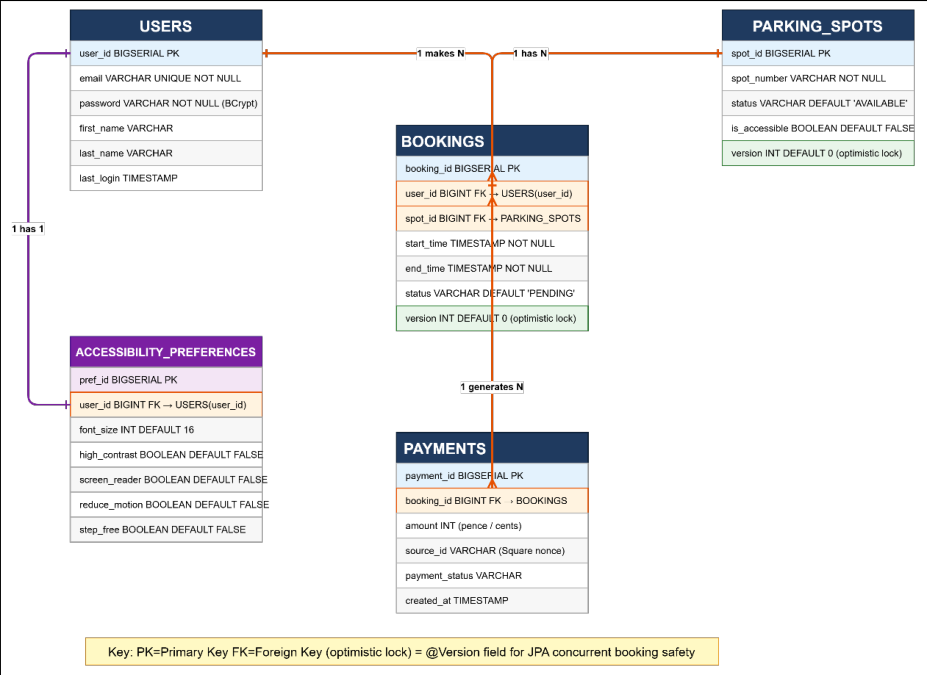 USERS
user_id BIGSERIAL PK
email VARCHAR UNIQUE NOT NULL
password VARCHAR NOT NULL (BCrypt)
first_name VARCHAR
last_name VARCHAR
last_login TIMESTAMP
1 makes N
1 has N
PARKING_SPOTS
spot_id BIGSERIAL PK
spot_number VARCHAR NOT NULL
status VARCHAR DEFAULT 'AVAILABLE'
is_accessible BOOLEAN DEFAULT FALSE
version INT DEFAULT 0 (optimistic lock)
BOOKINGS
booking_id BIGSERIAL PK
user_id BIGINT FK → USERS(user_id)
spot_id BIGINT FK → PARKING_SPOTS
start_time TIMESTAMP NOT NULL
end_time TIMESTAMP NOT NULL
status VARCHAR DEFAULT 'PENDING'
version INT DEFAULT 0 (optimistic lock)
1 has 1
ACCESSIBILITY_PREFERENCES
pref_id BIGSERIAL PK
user_id BIGINT FK → USERS(user_id)
font_size INT DEFAULT 16
high_contrast BOOLEAN DEFAULT FALSE
screen_reader BOOLEAN DEFAULT FALSE
reduce_motion BOOLEAN DEFAULT FALSE
step_free BOOLEAN DEFAULT FALSE
1 generates N
PAYMENTS
payment_id BIGSERIAL PK
booking_id BIGINT FK → BOOKINGS
amount INT (pence / cents)
source_id VARCHAR (Square nonce)
payment_status VARCHAR
created_at TIMESTAMP
Key: PK=Primary Key FK=Foreign Key (optimistic lock) = @Version field for JPA concurrent booking safety